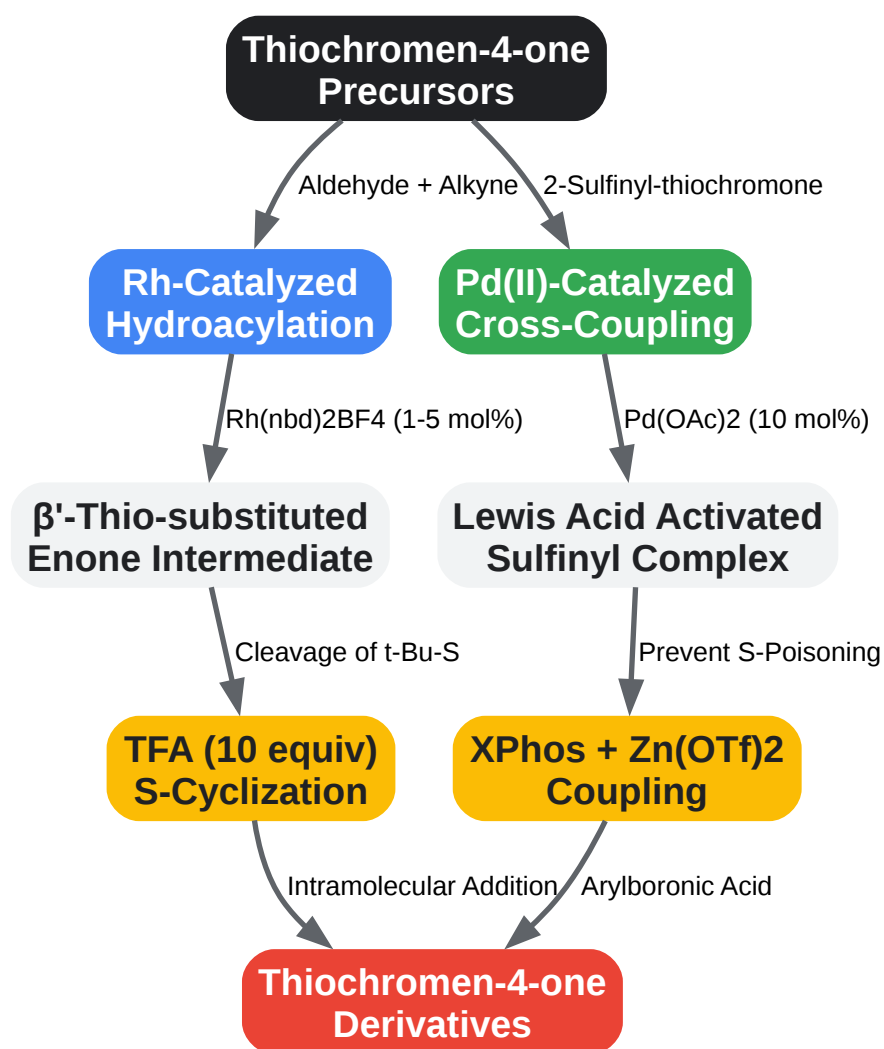 Thiochromen-4-one
Precursors
Aldehyde + Alkyne
2-Sulfinyl-thiochromone
Rh-Catalyzed
Hydroacylation
Pd(II)-Catalyzed
Cross-Coupling
Rh(nbd)2BF4 (1-5 mol%)
Pd(OAc)2 (10 mol%)
β'-Thio-substituted
Enone Intermediate
Lewis Acid Activated
Sulfinyl Complex
Cleavage of t-Bu-S
Prevent S-Poisoning
TFA (10 equiv)
S-Cyclization
XPhos + Zn(OTf)2
Coupling
Intramolecular Addition
Arylboronic Acid
Thiochromen-4-one
Derivatives